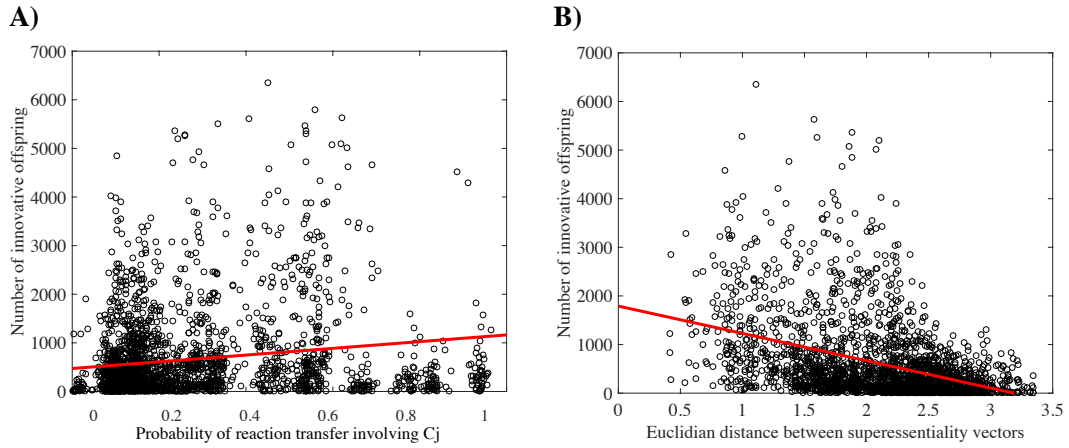 A)
7000
6000
5000
4000
3000
2000
1000
0
Number of innovative offspring
0 0.2 0.4 0.6 0.8 1
Probability of reaction transfer involving Cj
B)
7000
6000
5000
4000
3000
2000
1000
0
Number of innovative offspring
0 0.5 1 1.5 2 2.5 3 3.5
Euclidian distance between superessentiality vectors